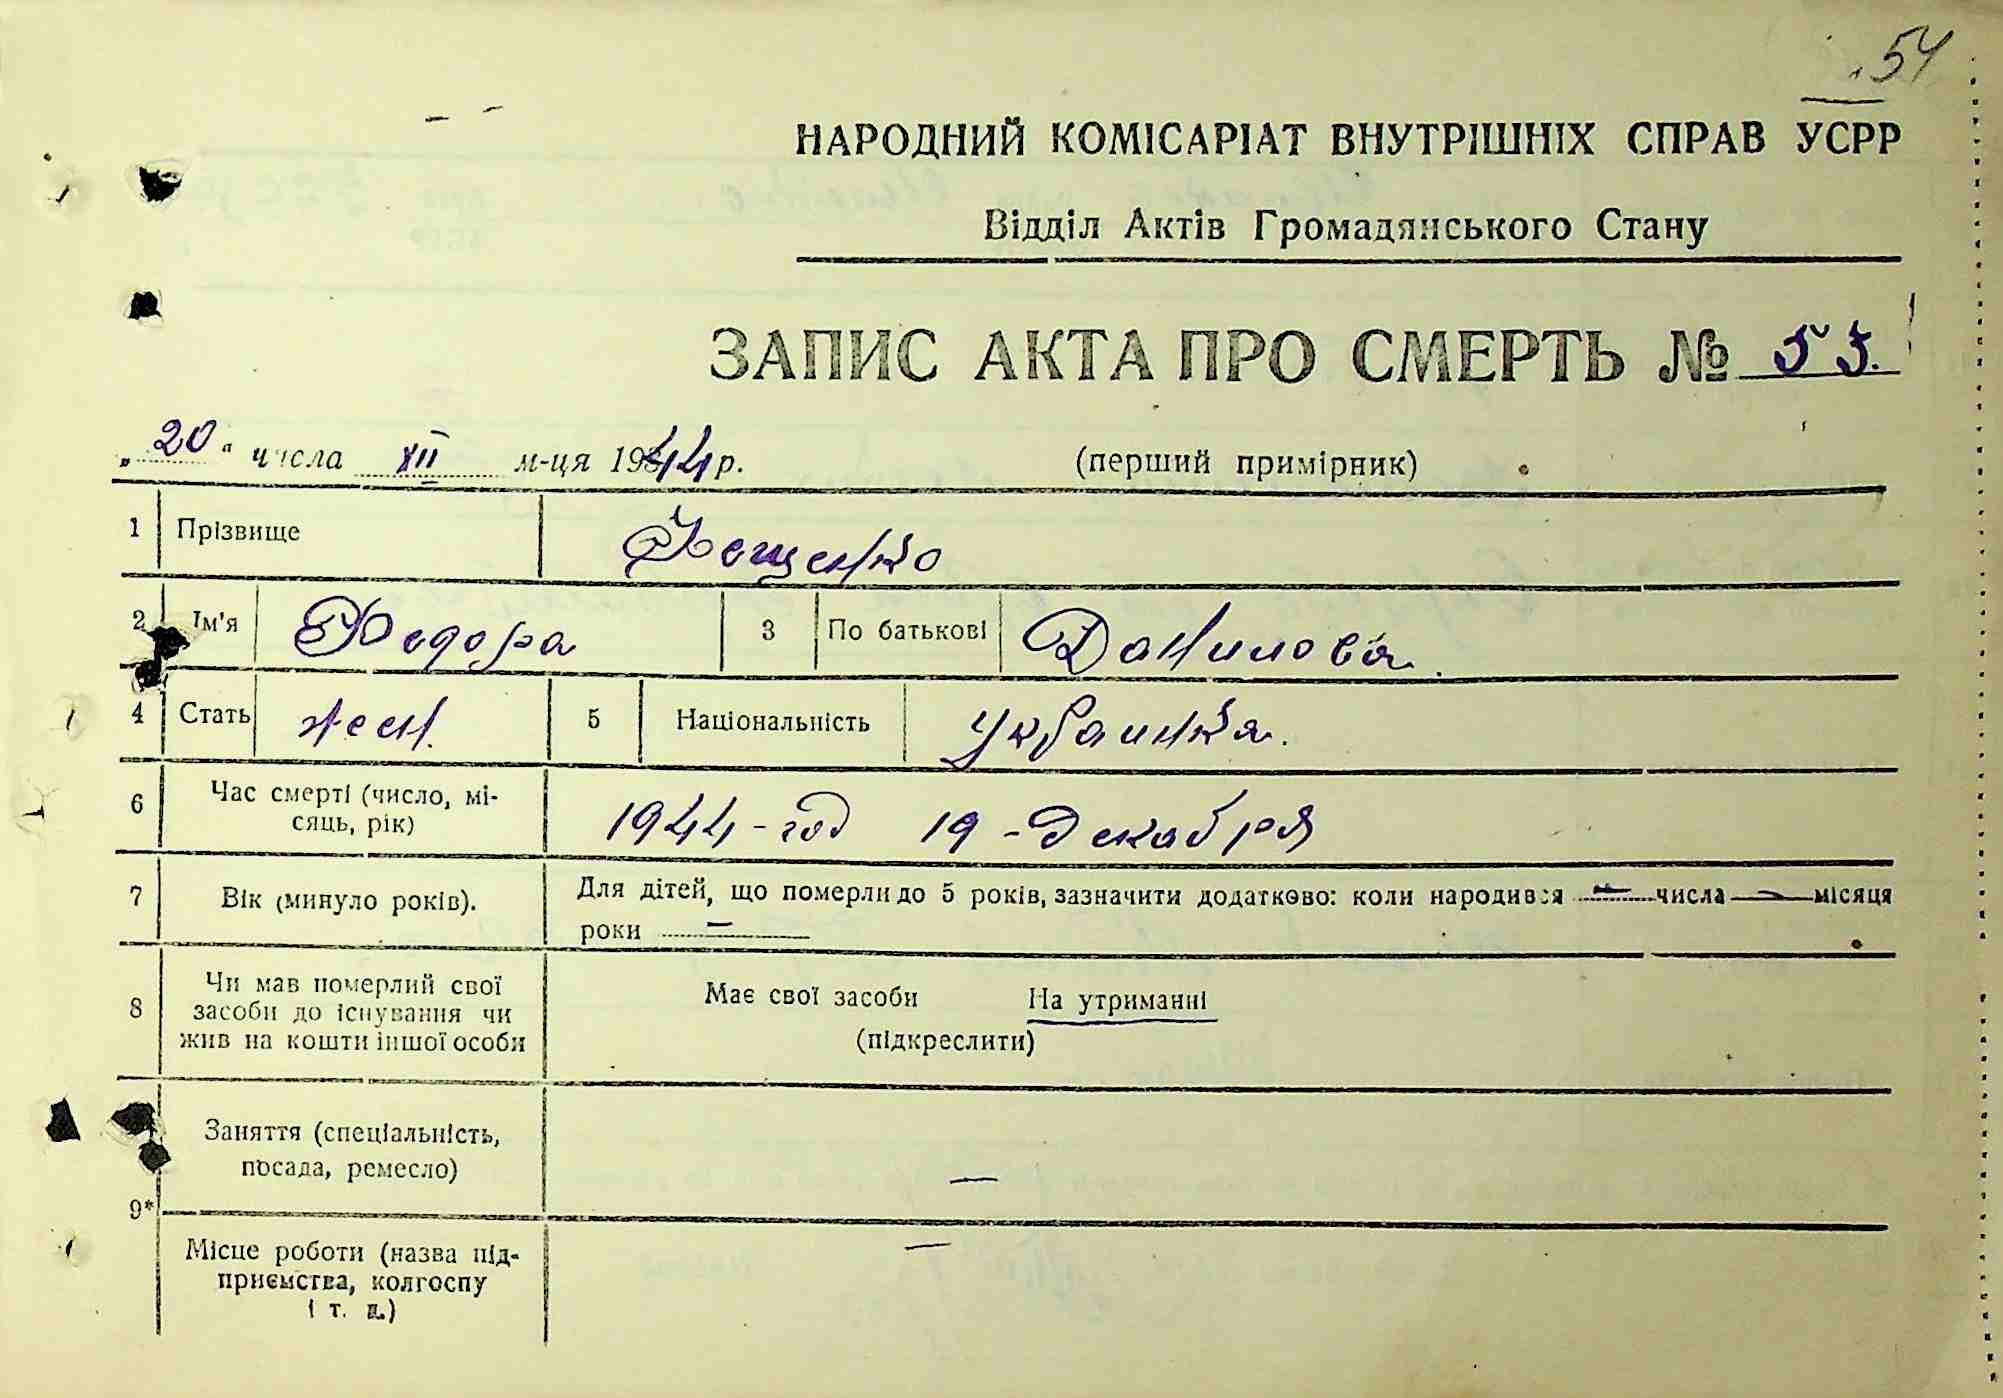 54
НАРОДНИЙ КОМІСАРІАТ ВНУТРІШНІХ СПРАВ УСРР
Відділ Актів Громадянського Стану
ЗАПИС АКТА ПРО СМЕРТЬ № 53.
„20" числа XII м-ця 1944 р. (перший примірник)
1 Прізвище
2 Ім'я Федора 3 По батькові Данилова
4 Стать жен. 5 Національність Украинка.
6 Час смерті (число, мі-
сяць, рік) 1944 - год 19 - Декабря
7 Вік (минуло років). Для дітей, що померли до 5 років, зазначити додатково: коли народився — числа — місяця
роки —
8 Чи мав померлий свої
засоби до існування чи
жив на кошти іншої особи
Має свої засоби На утриманні
(підкреслити)
9* Заняття (спеціальність,
посада, ремесло) —
Місце роботи (назва під-
приємства, колгоспу
і т. п.) —